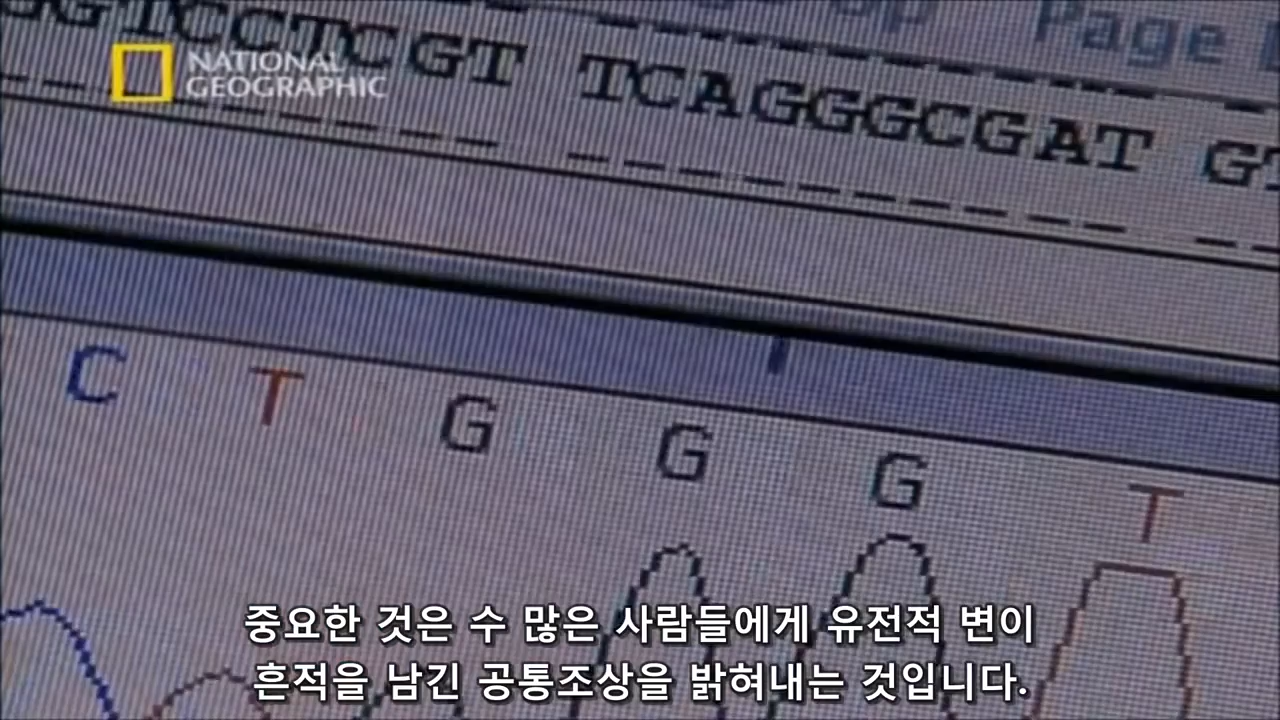 Page
GGTCCTCGT TCAGGGCGAT
NATIONAL
GEOGRAPHIC
C T G G G T
중요한 것은 수 많은 사람들에게 유전적 변이
흔적을 남긴 공통조상을 밝혀내는 것입니다.